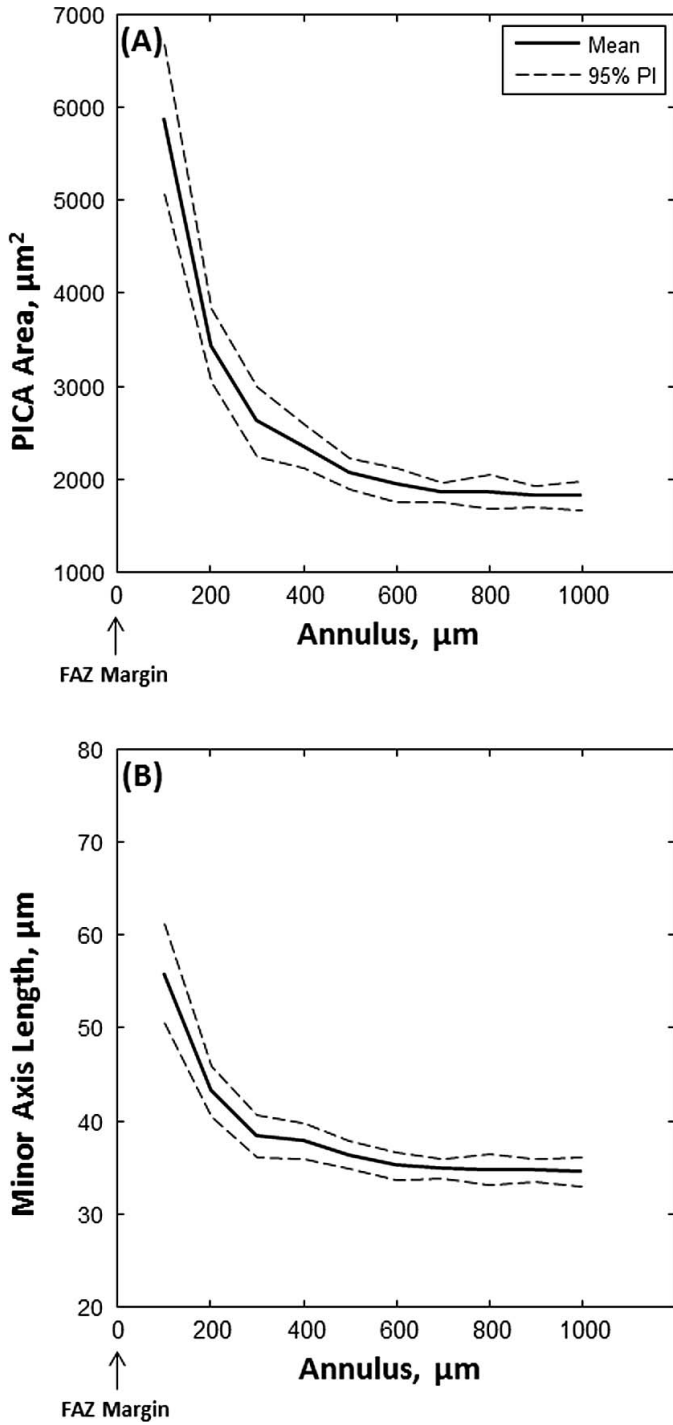 (A)
Mean
95% PI
7000
6000
5000
4000
3000
2000
1000
PICA Area, µm²
0 200 400 600 800 1000
Annulus, µm
FAZ Margin
(B)
80
70
60
50
40
30
20
Minor Axis Length, µm
0 200 400 600 800 1000
Annulus, µm
FAZ Margin